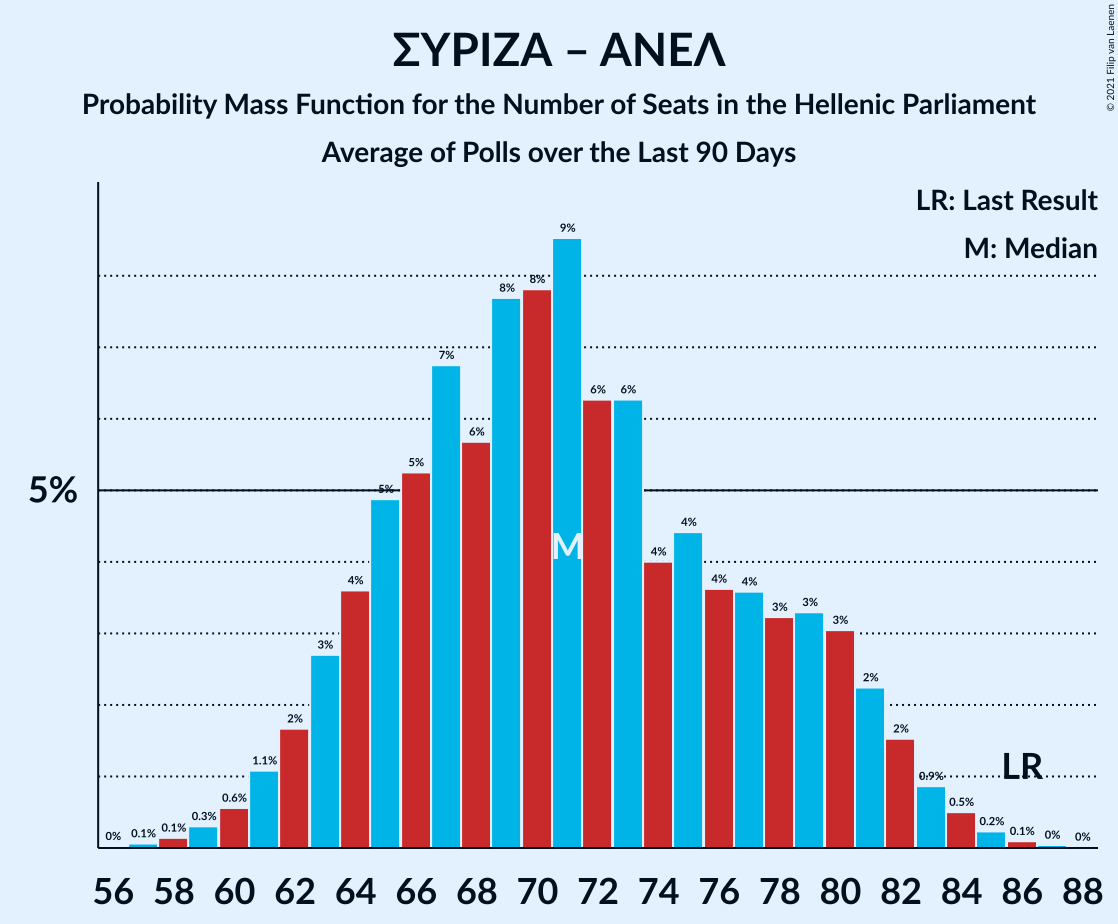 ΣΥΡΙΖΑ – ΑΝΕΛ
Probability Mass Function for the Number of Seats in the Hellenic Parliament
Average of Polls over the Last 90 Days
© 2021 Filip van Laenen
LR: Last Result
M: Median
5%
0% 0.1% 0.1% 0.3% 0.6% 1.1% 2% 3% 4% 5% 5% 7% 6% 8% 8% 9% 6% 6% 4% 4% 4% 4% 3% 3% 3% 2% 2% 0.9% 0.5% 0.2% 0.1% 0% 0%
M
LR
56 58 60 62 64 66 68 70 72 74 76 78 80 82 84 86 88